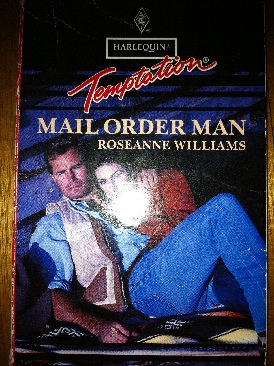 HARLEQUIN®
Temptation®
MAIL ORDER MAN
ROSEANNE WILLIAMS